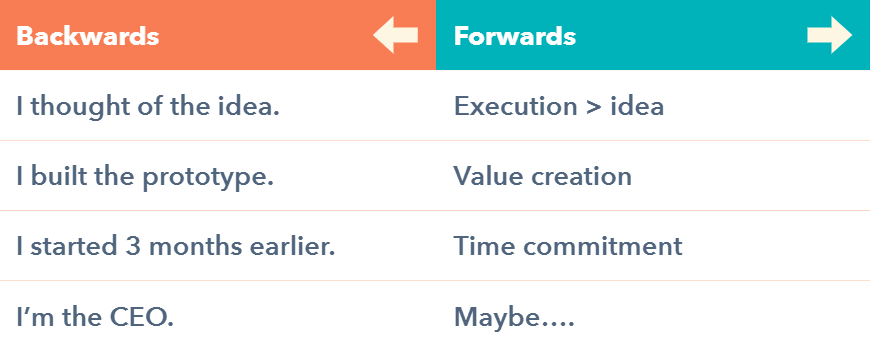 Backwards
Forwards
I thought of the idea.
Execution > idea
I built the prototype.
Value creation
I started 3 months earlier.
Time commitment
I’m the CEO.
Maybe….